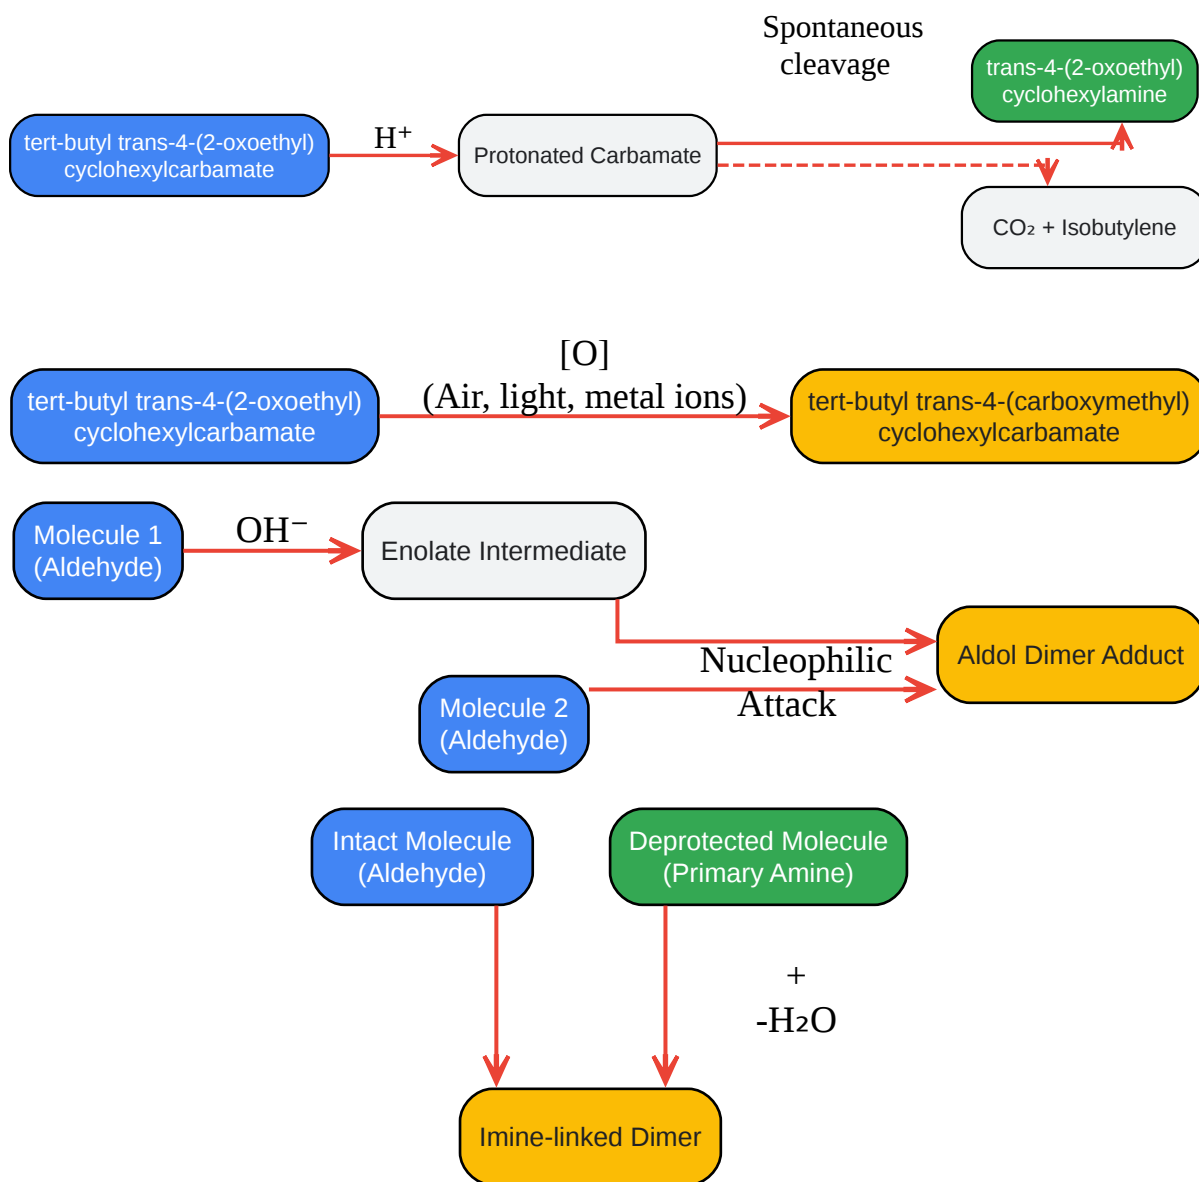 Spontaneous
cleavage
trans-4-(2-oxoethyl)
cyclohexylamine
tert-butyl trans-4-(2-oxoethyl)
cyclohexylcarbamate
H⁺
Protonated Carbamate
CO₂ + Isobutylene
[O]
(Air, light, metal ions)
tert-butyl trans-4-(2-oxoethyl)
cyclohexylcarbamate
tert-butyl trans-4-(carboxymethyl)
cyclohexylcarbamate
Molecule 1
(Aldehyde)
OH⁻
Enolate Intermediate
Nucleophilic
Attack
Aldol Dimer Adduct
Molecule 2
(Aldehyde)
Intact Molecule
(Aldehyde)
Deprotected Molecule
(Primary Amine)
+
-H₂O
Imine-linked Dimer